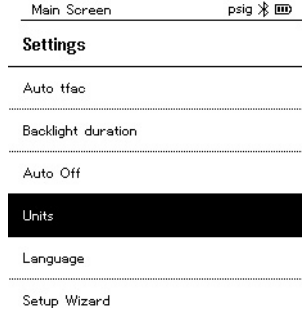 Main Screen psig
Settings
Auto tfac
Backlight duration
Auto Off
Units
Language
Setup Wizard